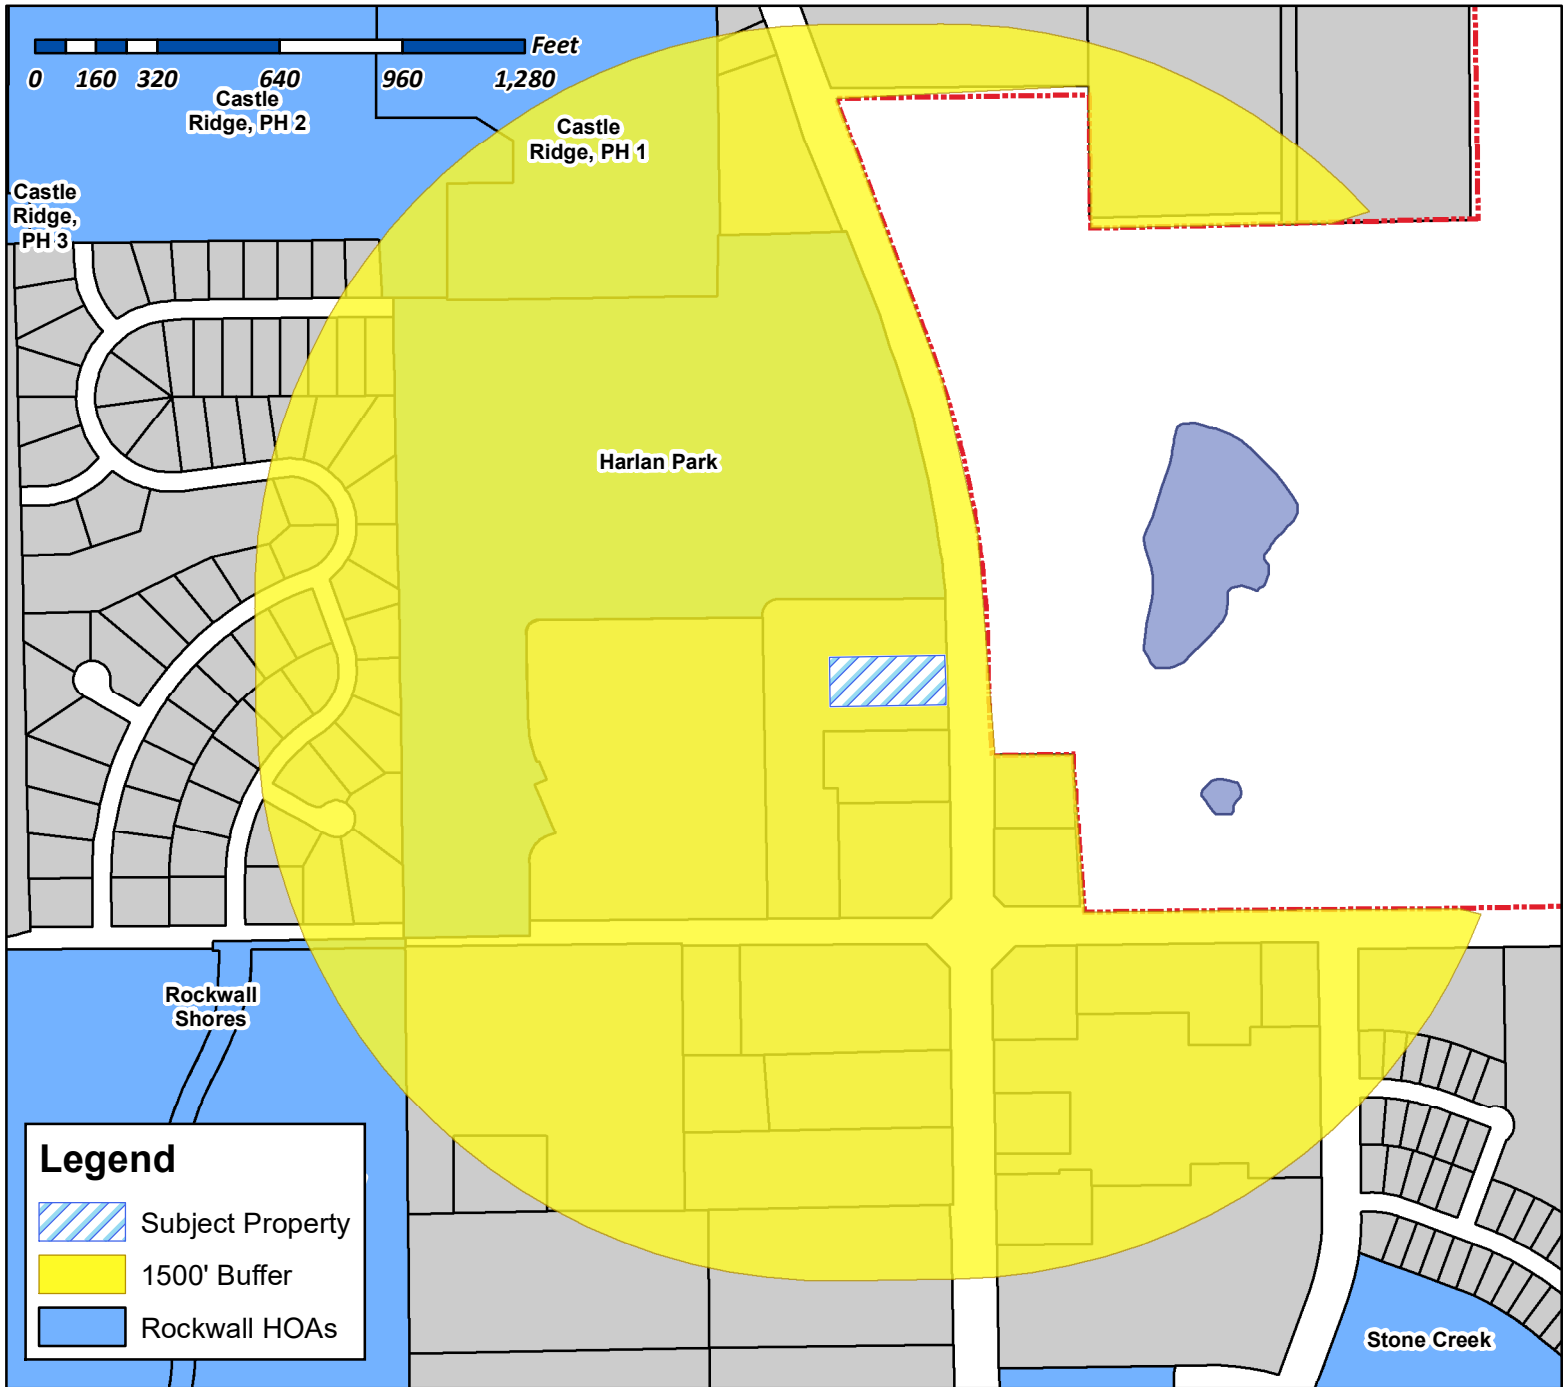 Feet
0 160 320 640 960 1,280
Castle
Ridge, PH 2
Castle
Ridge, PH 1
Castle
Ridge,
PH 3
Harlan Park
Rockwall
Shores
Legend
Subject Property
1500' Buffer
Rockwall HOAs
Stone Creek